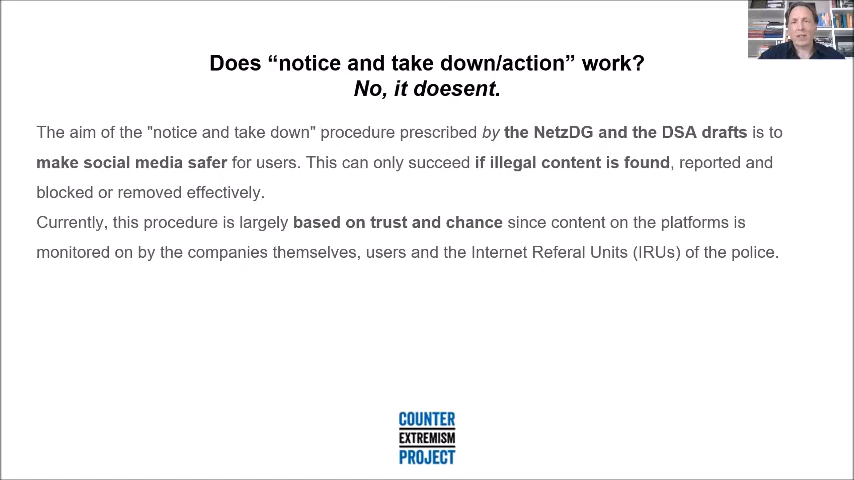 Does “notice and take down/action” work?
No, it doesent.
The aim of the "notice and take down" procedure prescribed by the NetzDG and the DSA drafts is to
make social media safer for users. This can only succeed if illegal content is found, reported and
blocked or removed effectively.
Currently, this procedure is largely based on trust and chance since content on the platforms is
monitored on by the companies themselves, users and the Internet Referal Units (IRUs) of the police.
COUNTER
EXTREMISM
PROJECT